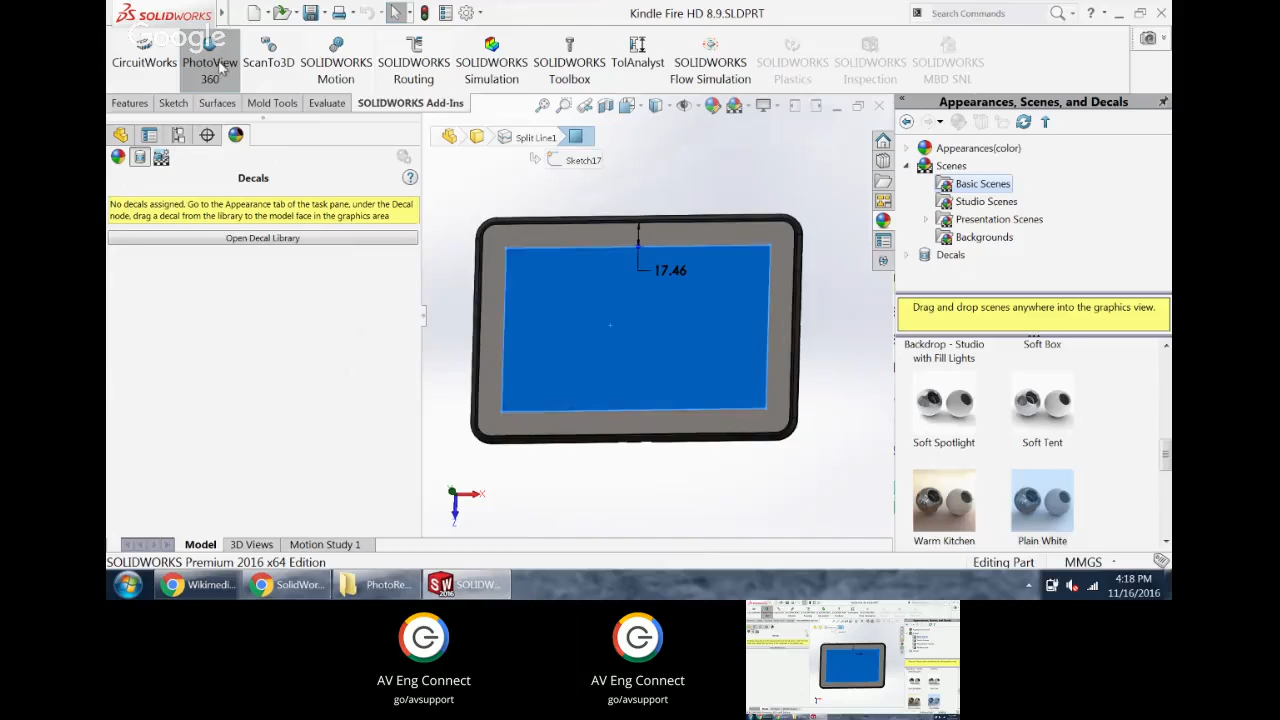 SOLIDWORKS
Google
Kindle Fire HD 8.9.SLDPRT
Search Commands
?
CircuitWorks
PhotoView
360
ScanTo3D
SOLIDWORKS
Motion
SOLIDWORKS
Routing
SOLIDWORKS
Simulation
SOLIDWORKS
Toolbox
TolAnalyst
SOLIDWORKS
Flow Simulation
SOLIDWORKS
Plastics
SOLIDWORKS
Inspection
SOLIDWORKS
MBD SNL
Features
Sketch
Surfaces
Mold Tools
Evaluate
SOLIDWORKS Add-Ins
Decals
?
No decals assigned. Go to the Appearance tab of the task pane, under the Decal
node, drag a decal from the library to the model face in the graphics area
Open Decal Library
Split Line1
Sketch17
17.46
X
Z
Appearances, Scenes, and Decals
Appearances(color)
Scenes
Basic Scenes
Studio Scenes
Presentation Scenes
Backgrounds
Decals
Drag and drop scenes anywhere into the graphics view.
Backdrop - Studio
with Fill Lights
Soft Box
Soft Spotlight
Soft Tent
Warm Kitchen
Plain White
Model
3D Views
Motion Study 1
SOLIDWORKS Premium 2016 x64 Edition
Editing Part
MMGS
Wikimedi...
SolidWor...
PhotoRe...
SW
2016
SOLIDW...
4:18 PM
11/16/2016
AV Eng Connect
go/avsupport
AV Eng Connect
go/avsupport